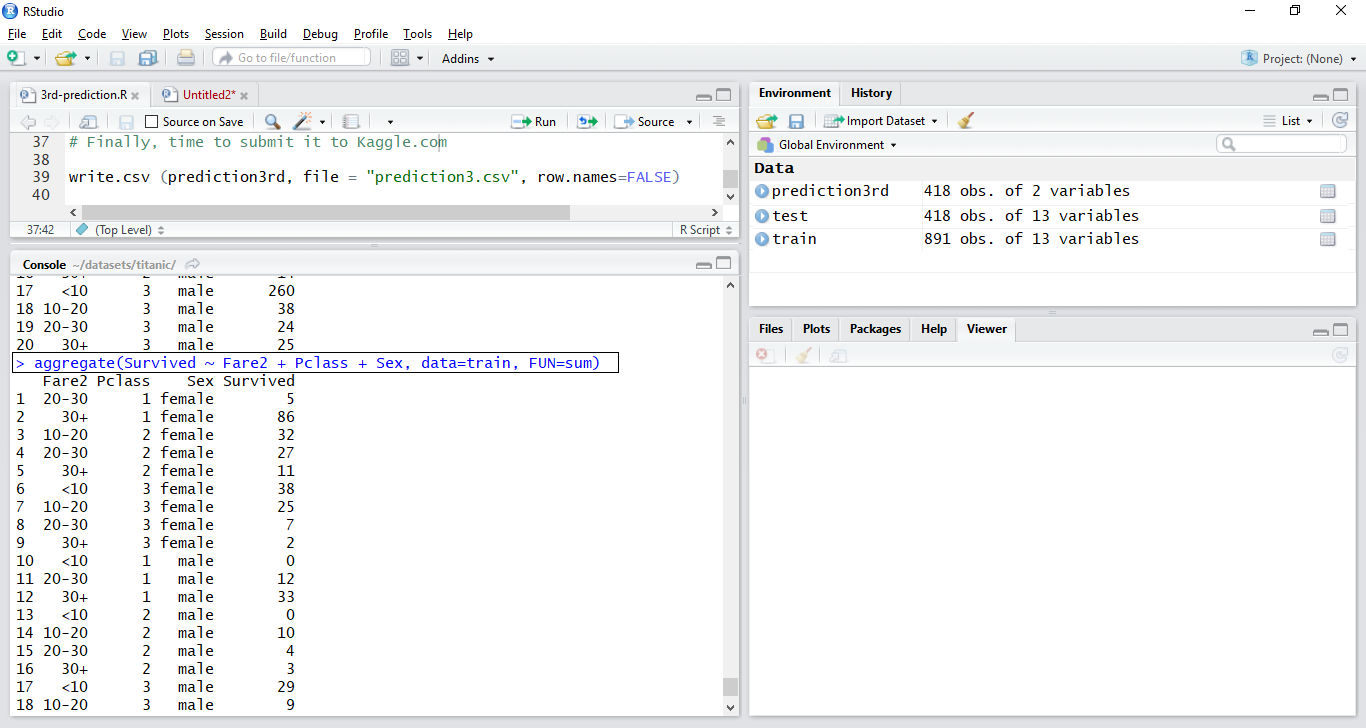 RStudio
File Edit Code View Plots Session Build Debug Profile Tools Help
Go to file/function Addins Project: (None)
3rd-prediction.R Untitled2*
Source on Save Run Source
37 # Finally, time to submit it to Kaggle.com
38
39 write.csv (prediction3rd, file = "prediction3.csv", row.names=FALSE)
40
37:42 (Top Level) R Script
Console ~/datasets/titanic/
17 <10 3 male 260
18 10-20 3 male 38
19 20-30 3 male 24
20 30+ 3 male 25
> aggregate(Survived ~ Fare2 + Pclass + Sex, data=train, FUN=sum)
Fare2 Pclass Sex Survived
1 20-30 1 female 5
2 30+ 1 female 86
3 10-20 2 female 32
4 20-30 2 female 27
5 30+ 2 female 11
6 <10 3 female 38
7 10-20 3 female 25
8 20-30 3 female 7
9 30+ 3 female 2
10 <10 1 male 0
11 20-30 1 male 12
12 30+ 1 male 33
13 <10 2 male 0
14 10-20 2 male 10
15 20-30 2 male 4
16 30+ 2 male 3
17 <10 3 male 29
18 10-20 3 male 9
Environment History
Import Dataset List
Global Environment
Data
prediction3rd 418 obs. of 2 variables
test 418 obs. of 13 variables
train 891 obs. of 13 variables
Files Plots Packages Help Viewer